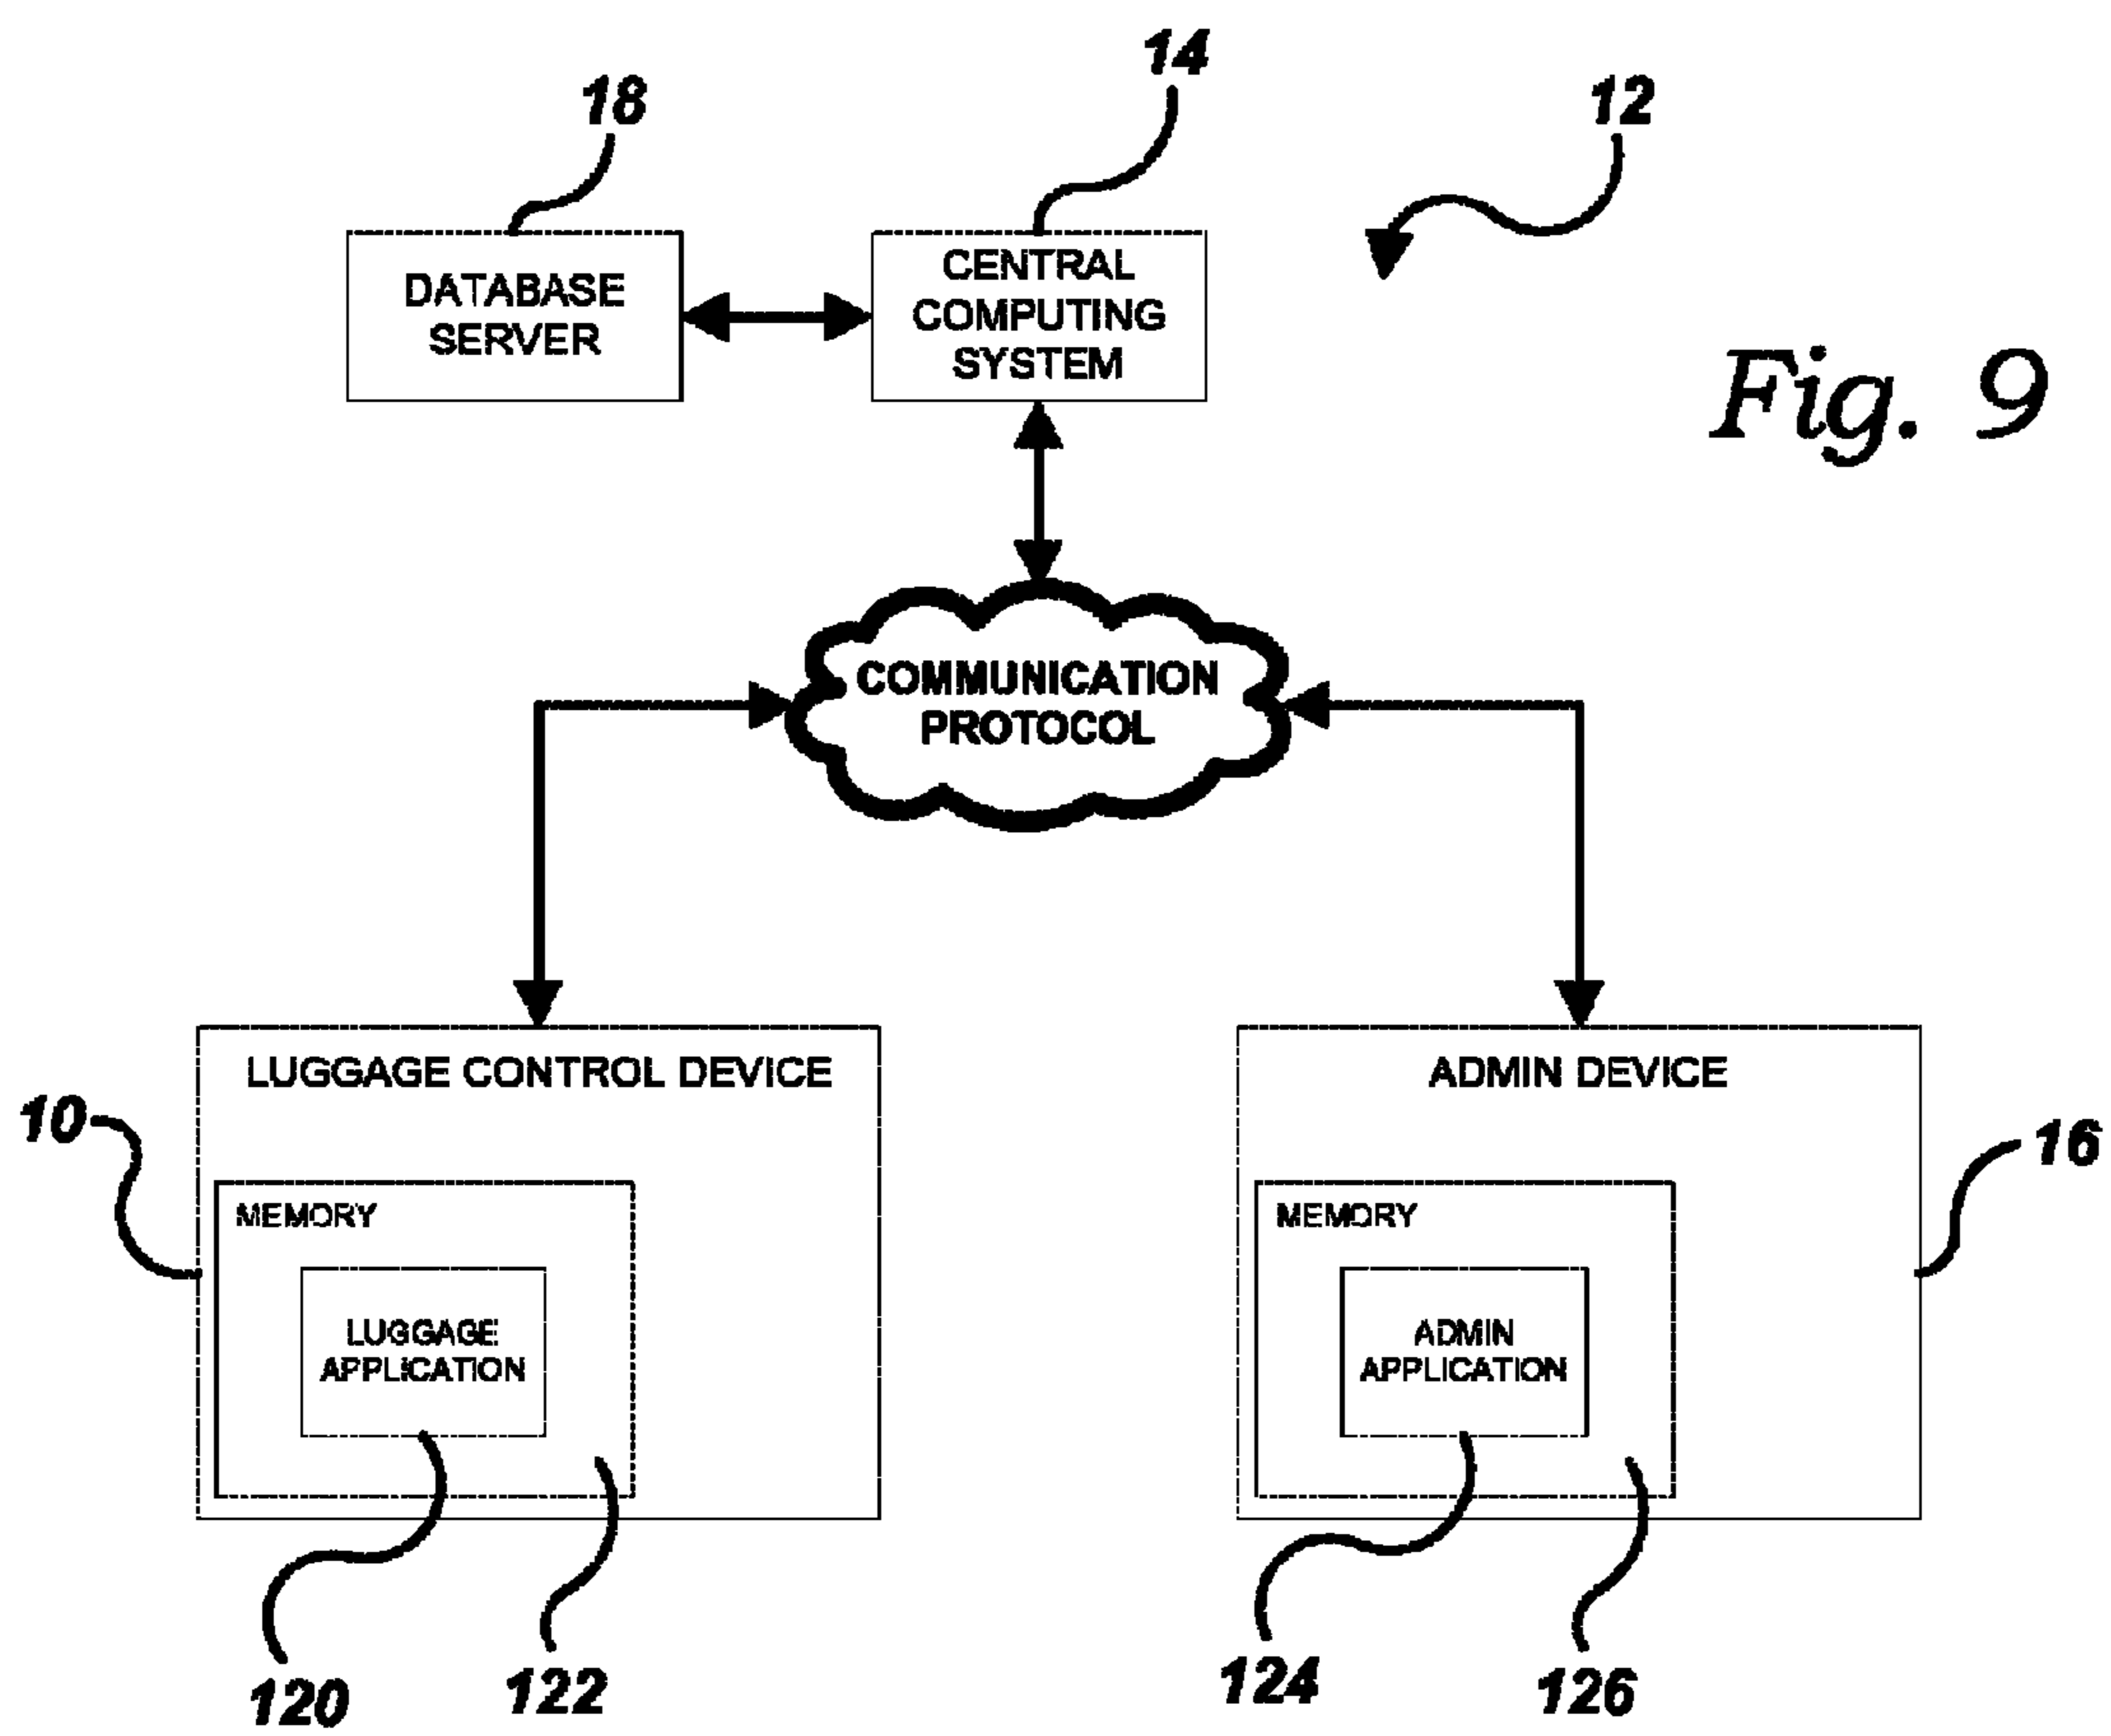 14
18
12
DATABASE
SERVER
CENTRAL
COMPUTING
SYSTEM
Fig. 9
COMMUNICATION
PROTOCOL
LUGGAGE CONTROL DEVICE
ADMIN DEVICE
10
16
MEMORY
MEMORY
LUGGAGE
APPLICATION
ADMIN
APPLICATION
120
122
124
126